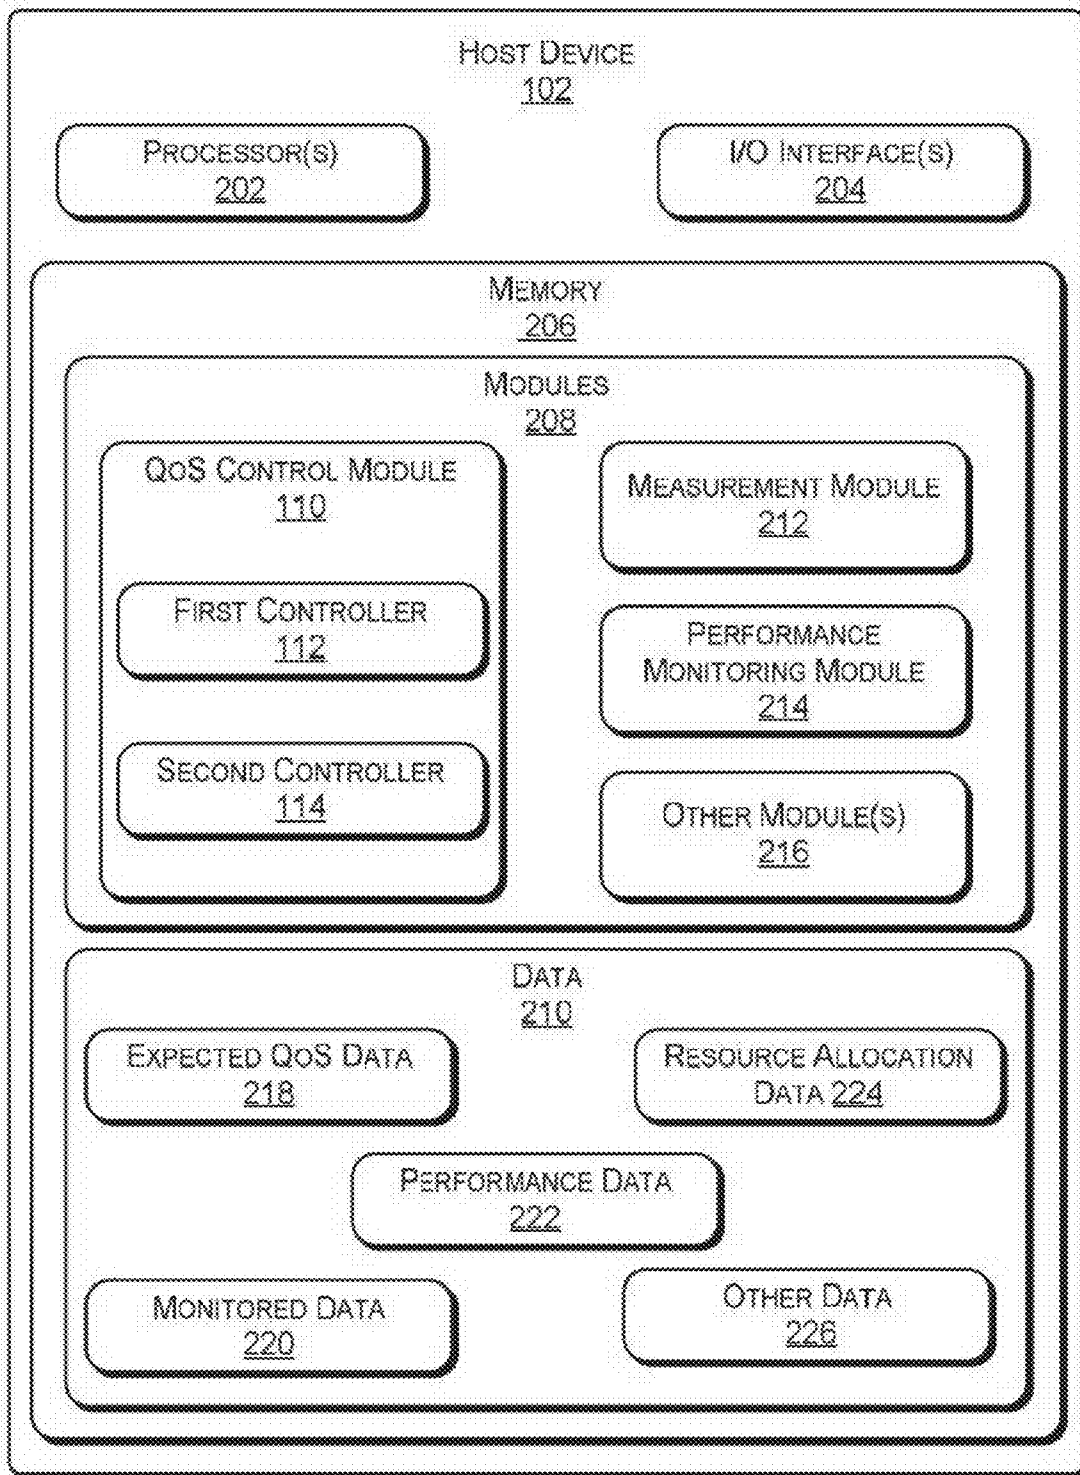 HOST DEVICE
102
PROCESSOR(S)
202
I/O INTERFACE(S)
204
MEMORY
206
MODULES
208
QOS CONTROL MODULE
110
FIRST CONTROLLER
112
SECOND CONTROLLER
114
MEASUREMENT MODULE
212
PERFORMANCE
MONITORING MODULE
214
OTHER MODULE(S)
216
DATA
210
EXPECTED QOS DATA
218
RESOURCE ALLOCATION
DATA 224
PERFORMANCE DATA
222
MONITORED DATA
220
OTHER DATA
226